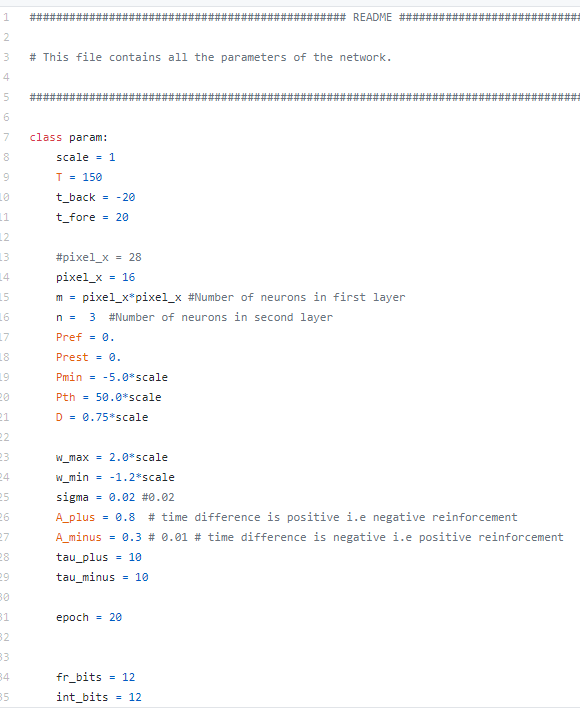 1 ################################################ README ############################
2
3 # This file contains all the parameters of the network.
4
5 ####################################################################################
6
7 class param:
8 scale = 1
9 T = 150
10 t_back = -20
11 t_fore = 20
12
13 #pixel_x = 28
14 pixel_x = 16
15 m = pixel_x*pixel_x #Number of neurons in first layer
16 n = 3 #Number of neurons in second layer
17 Pref = 0.
18 Prest = 0.
19 Pmin = -5.0*scale
20 Pth = 50.0*scale
21 D = 0.75*scale
22
23 w_max = 2.0*scale
24 w_min = -1.2*scale
25 sigma = 0.02 #0.02
26 A_plus = 0.8 # time difference is positive i.e negative reinforcement
27 A_minus = 0.3 # 0.01 # time difference is negative i.e positive reinforcement
28 tau_plus = 10
29 tau_minus = 10
30
31 epoch = 20
32
33
34 fr_bits = 12
35 int_bits = 12